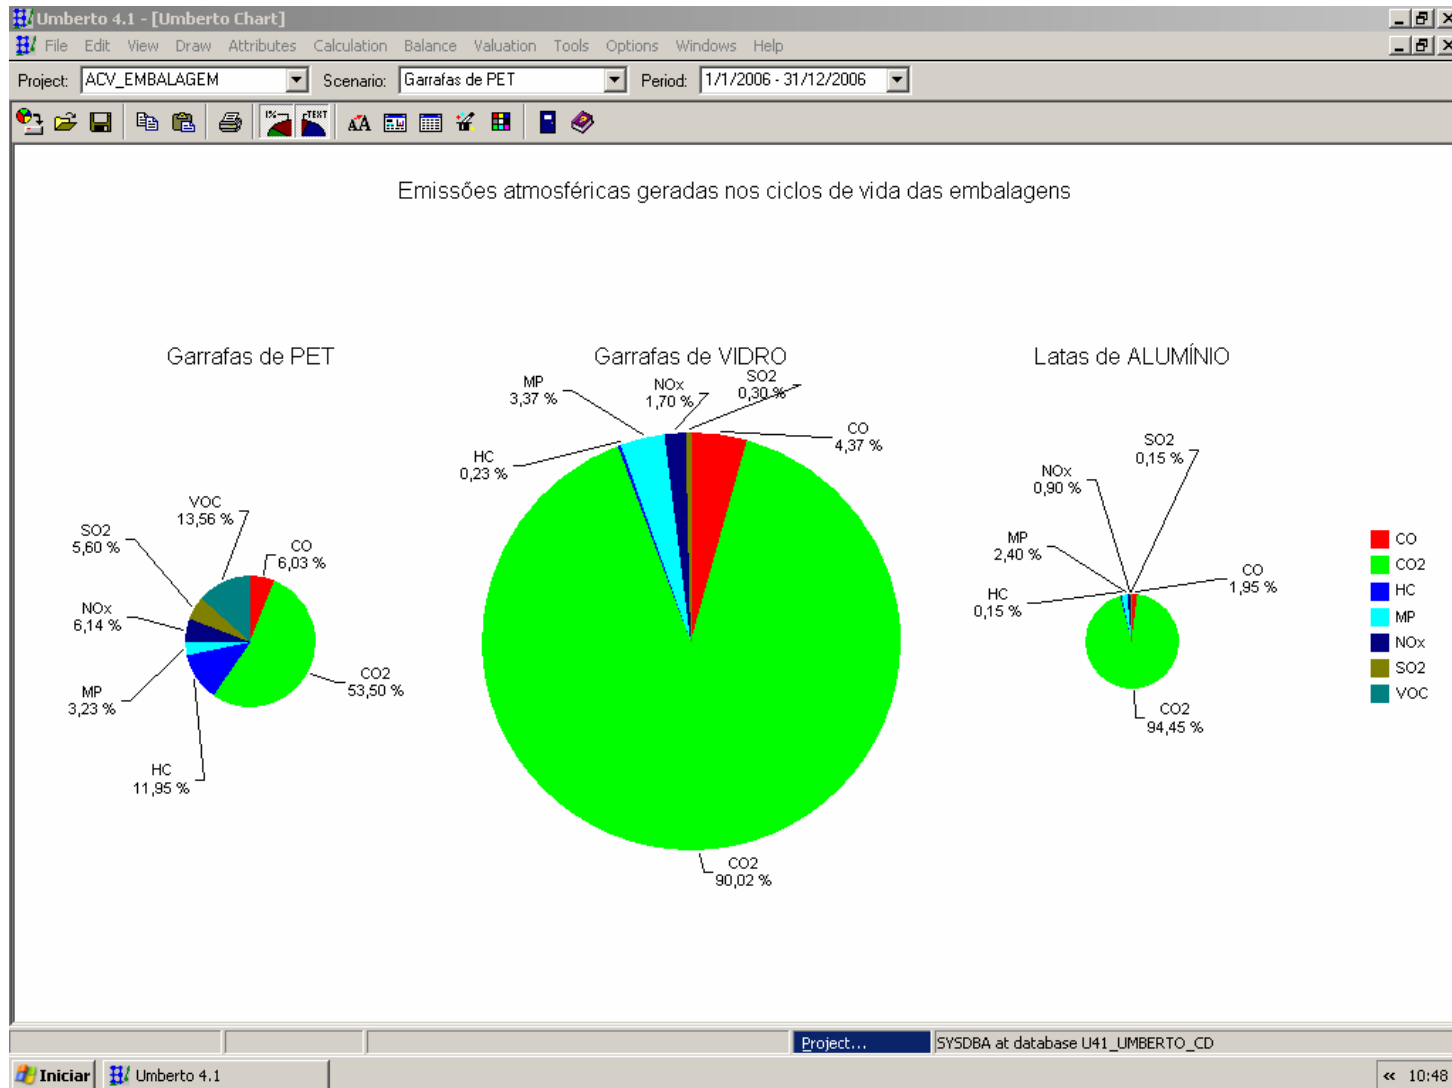 Umberto 4.1 - [Umberto Chart]
File Edit View Draw Attributes Calculation Balance Valuation Tools Options Windows Help
Project: ACV_EMBALAGEM Scenario: Garrafas de PET Period: 1/1/2006 - 31/12/2006
1% TEXT AA
Emissões atmosféricas geradas nos ciclos de vida das embalagens
Garrafas de PET
VOC
13,56 %
SO2
5,60 %
CO
6,03 %
NOx
6,14 %
CO2
53,50 %
MP
3,23 %
HC
11,95 %
Garrafas de VIDRO
MP
3,37 %
NOx
1,70 %
SO2
0,30 %
CO
4,37 %
HC
0,23 %
CO2
90,02 %
Latas de ALUMÍNIO
SO2
0,15 %
NOx
0,90 %
MP
2,40 %
CO
1,95 %
HC
0,15 %
CO2
94,45 %
CO
CO2
HC
MP
NOx
SO2
VOC
Project... SYSDBA at database U41_UMBERTO_CD
Iniciar Umberto 4.1 « 10:48